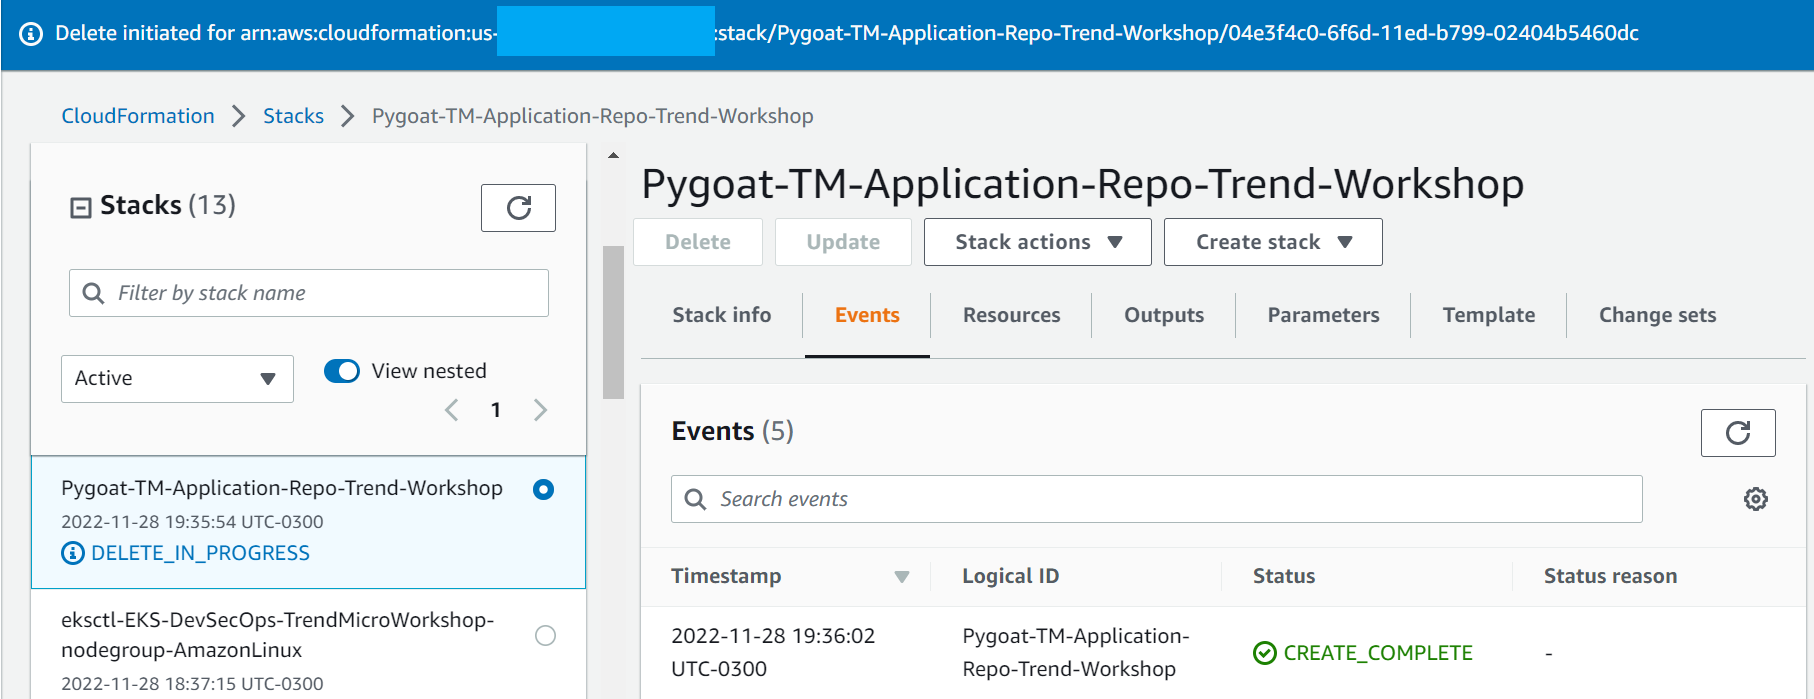 Delete initiated for arn:aws:cloudformation:us- :stack/Pygoat-TM-Application-Repo-Trend-Workshop/04e3f4c0-6f6d-11ed-b799-02404b5460dc
CloudFormation > Stacks > Pygoat-TM-Application-Repo-Trend-Workshop
Stacks (13)
Filter by stack name
Active
View nested
1
Pygoat-TM-Application-Repo-Trend-Workshop
2022-11-28 19:35:54 UTC-0300
DELETE_IN_PROGRESS
eksctl-EKS-DevSecOps-TrendMicroWorkshop-
nodegroup-AmazonLinux
2022-11-28 18:37:15 UTC-0300
Pygoat-TM-Application-Repo-Trend-Workshop
Delete Update Stack actions Create stack
Stack info Events Resources Outputs Parameters Template Change sets
Events (5)
Search events
Timestamp Logical ID Status Status reason
2022-11-28 19:36:02 Pygoat-TM-Application-
UTC-0300 Repo-Trend-Workshop
CREATE_COMPLETE -